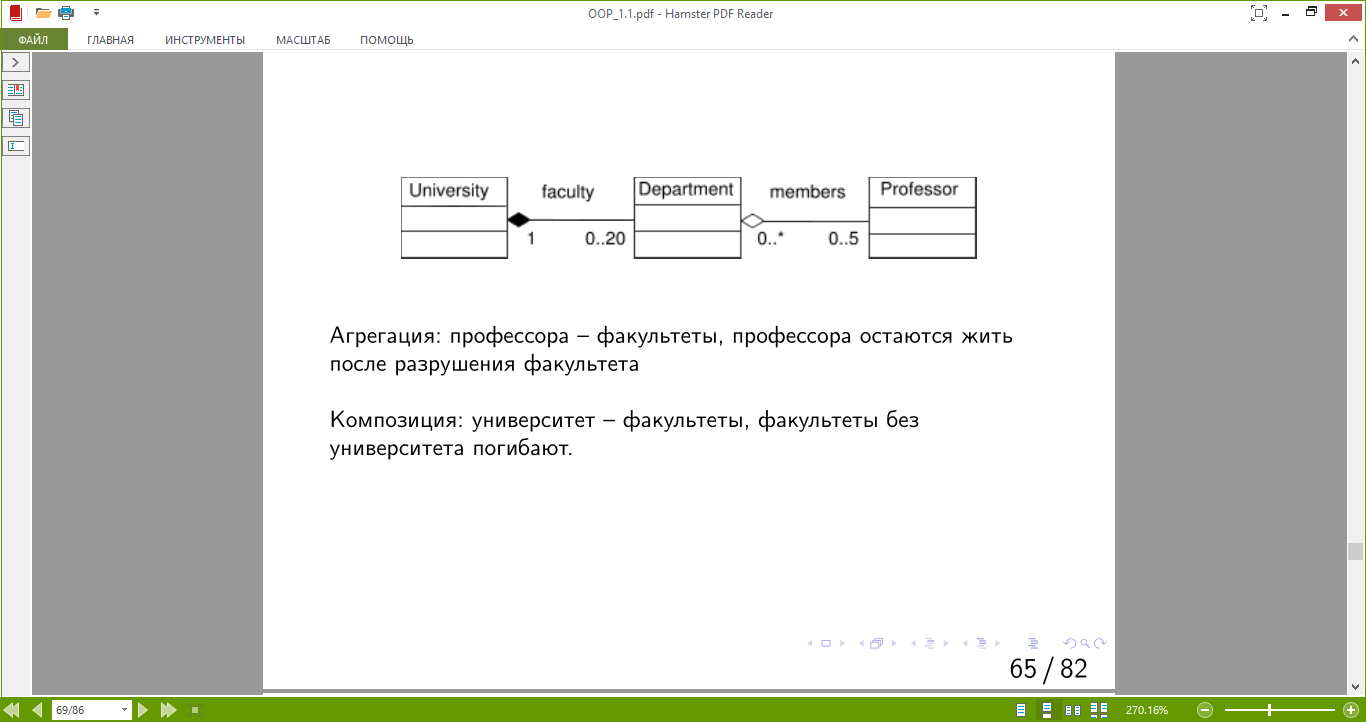 OOP_1.1.pdf - Hamster PDF Reader
ФАЙЛ ГЛАВНАЯ ИНСТРУМЕНТЫ МАСШТАБ ПОМОЩЬ
University faculty Department members Professor
1 0..20 0..* 0..5
Агрегация: профессора – факультеты, профессора остаются жить
после разрушения факультета
Композиция: университет – факультеты, факультеты без
университета погибают.
65 / 82
69/86 270.16%